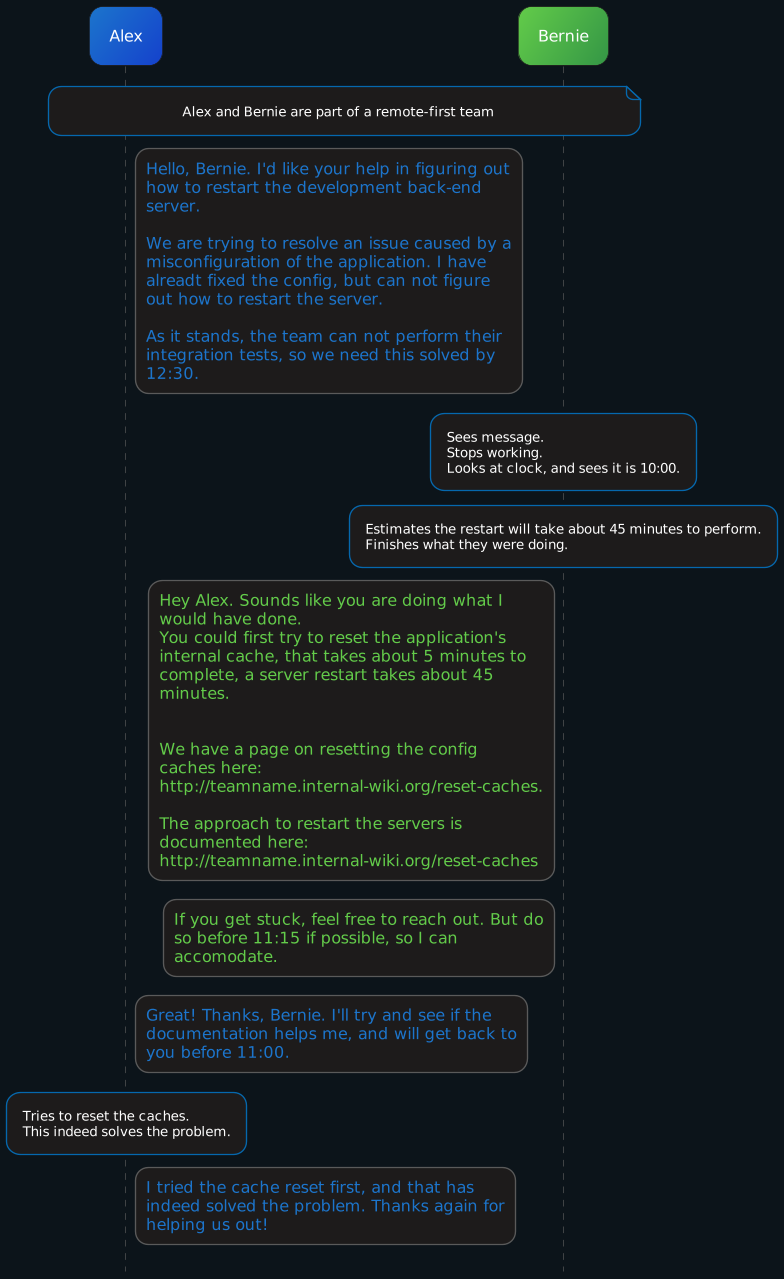 Alex
Bernie
Alex and Bernie are part of a remote-first team
Hello, Bernie. I'd like your help in figuring out
how to restart the development back-end
server.
We are trying to resolve an issue caused by a
misconfiguration of the application. I have
alreadt fixed the config, but can not figure
out how to restart the server.
As it stands, the team can not perform their
integration tests, so we need this solved by
12:30.
Sees message.
Stops working.
Looks at clock, and sees it is 10:00.
Estimates the restart will take about 45 minutes to perform.
Finishes what they were doing.
Hey Alex. Sounds like you are doing what I
would have done.
You could first try to reset the application's
internal cache, that takes about 5 minutes to
complete, a server restart takes about 45
minutes.
We have a page on resetting the config
caches here:
http://teamname.internal-wiki.org/reset-caches.
The approach to restart the servers is
documented here:
http://teamname.internal-wiki.org/reset-caches
If you get stuck, feel free to reach out. But do
so before 11:15 if possible, so I can
accomodate.
Great! Thanks, Bernie. I'll try and see if the
documentation helps me, and will get back to
you before 11:00.
Tries to reset the caches.
This indeed solves the problem.
I tried the cache reset first, and that has
indeed solved the problem. Thanks again for
helping us out!